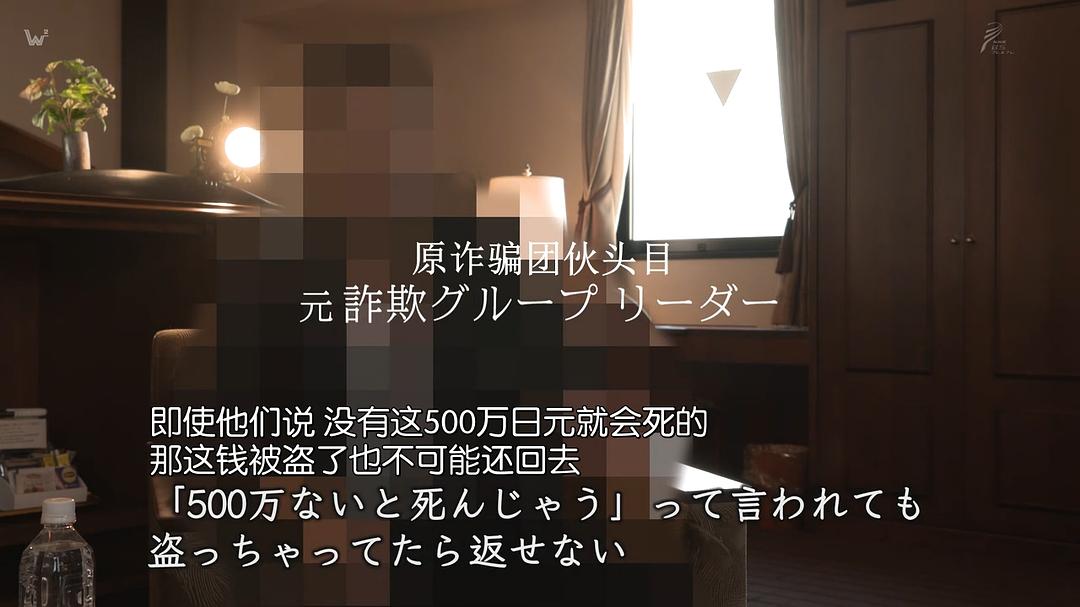 原诈骗团伙头目
元 詐欺グループ リーダー
即使他们说 没有这500万日元就会死的
那这钱被盗了也不可能还回去
「500万ないと死んじゃう」って言われても
盗っちゃってたら返せない